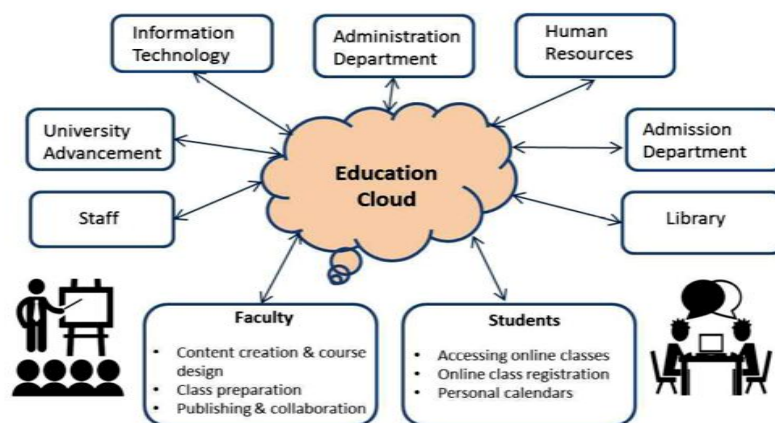 Information
Technology
Administration
Department
Human
Resources
University
Advancement
Admission
Department
Education
Cloud
Staff
Library
Faculty
• Content creation & course
design
• Class preparation
• Publishing & collaboration
Students
• Accessing online classes
• Online class registration
• Personal calendars